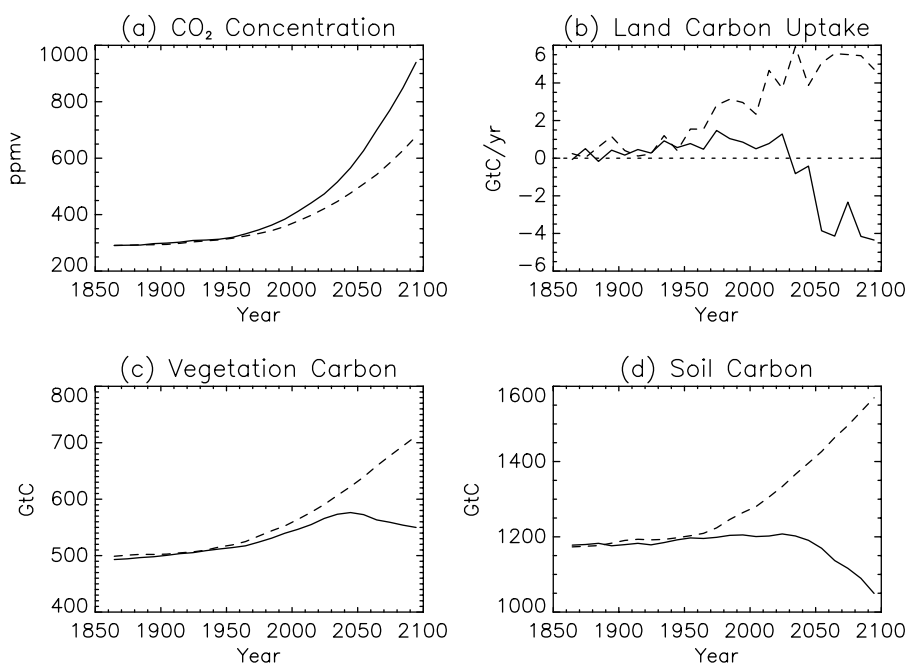 (a) CO₂ Concentration
1000
800
600
400
200
ppmv
1850 1900 1950 2000 2050 2100
Year
(b) Land Carbon Uptake
6
4
2
0
−2
−4
−6
GtC/yr
1850 1900 1950 2000 2050 2100
Year
(c) Vegetation Carbon
800
700
600
500
400
GtC
1850 1900 1950 2000 2050 2100
Year
(d) Soil Carbon
1600
1400
1200
1000
GtC
1850 1900 1950 2000 2050 2100
Year